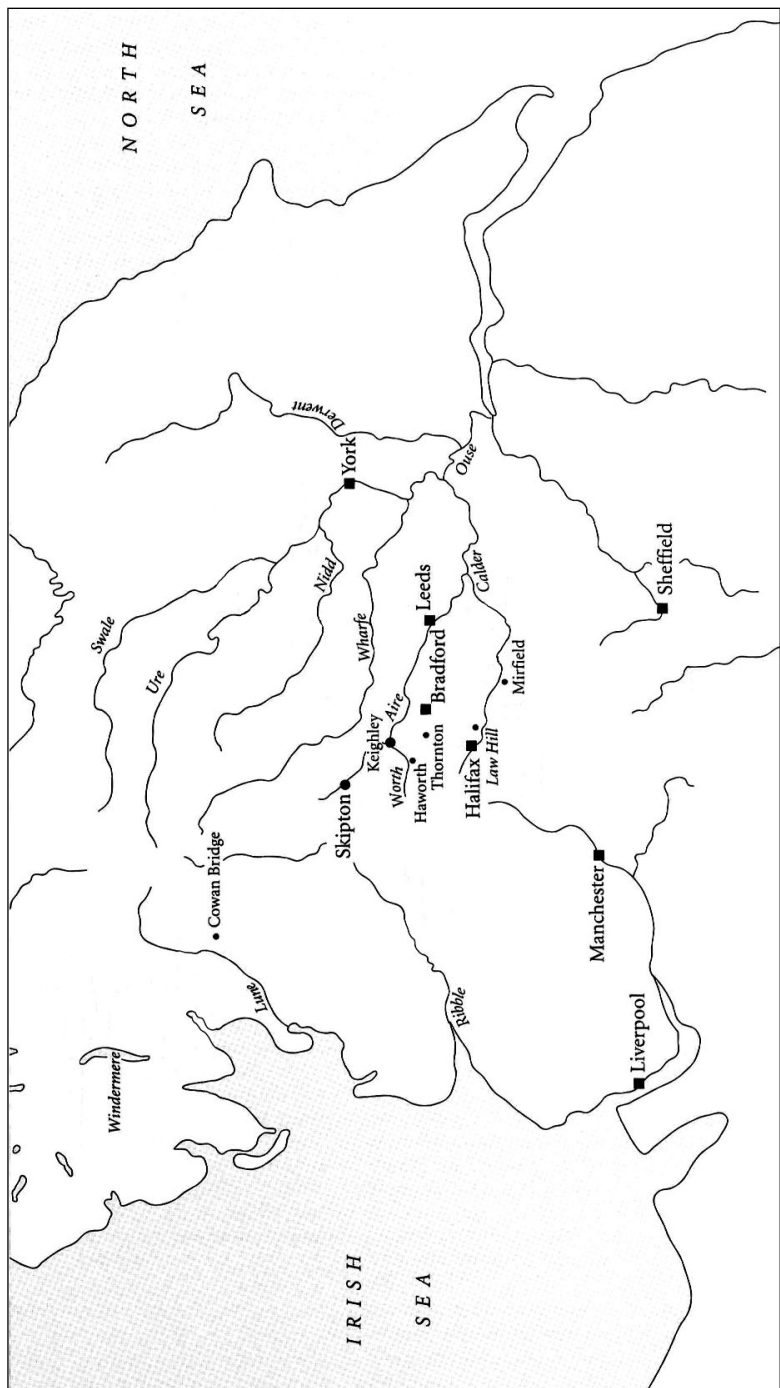 NORTH
SEA
Swale
Ure
Nidd
Derwent
York
Wharfe
Ouse
Calder
Leeds
Aire
Bradford
Keighley
Worth
Haworth
Thornton
Skipton
Halifax
Law Hill
Mirfield
Sheffield
Manchester
Liverpool
Cowan Bridge
Lune
Ribble
Windermere
IRISH
SEA